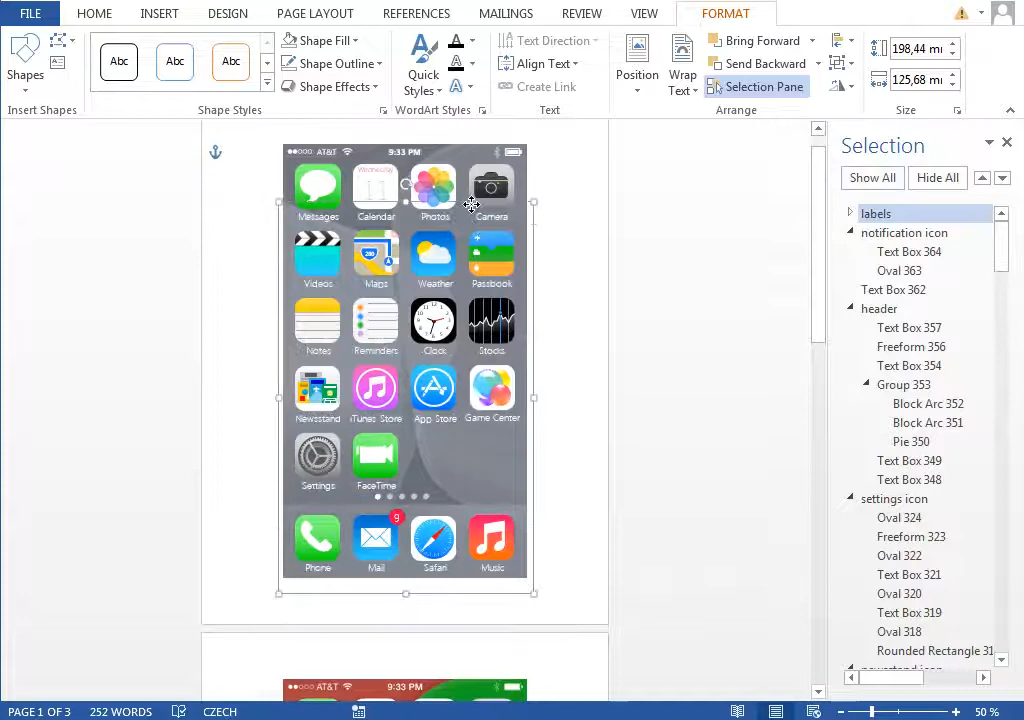 FILE HOME INSERT DESIGN PAGE LAYOUT REFERENCES MAILINGS REVIEW VIEW FORMAT
Shapes
Insert Shapes
Abc Abc Abc
Shape Fill
Shape Outline
Shape Effects
Shape Styles
Quick Styles
WordArt Styles
Text Direction
Align Text
Create Link
Text
Position
Wrap Text
Bring Forward
Send Backward
Selection Pane
Arrange
198,44 m
125,68 m
Size
AT&T 9:33 PM
Wednesday
11
Messages Calendar Photos Camera
280
Videos Maps Weather Passbook
Notes Reminders Clock Stocks
Newsstand iTunes Store App Store Game Center
Settings FaceTime
9
Phone Mail Safari Music
AT&T 9:33 PM
Selection
Show All Hide All
labels
notification icon
Text Box 364
Oval 363
Text Box 362
header
Text Box 357
Freeform 356
Text Box 354
Group 353
Block Arc 352
Block Arc 351
Pie 350
Text Box 349
Text Box 348
settings icon
Oval 324
Freeform 323
Oval 322
Text Box 321
Oval 320
Text Box 319
Oval 318
Rounded Rectangle 31
PAGE 1 OF 3 252 WORDS CZECH 50 %